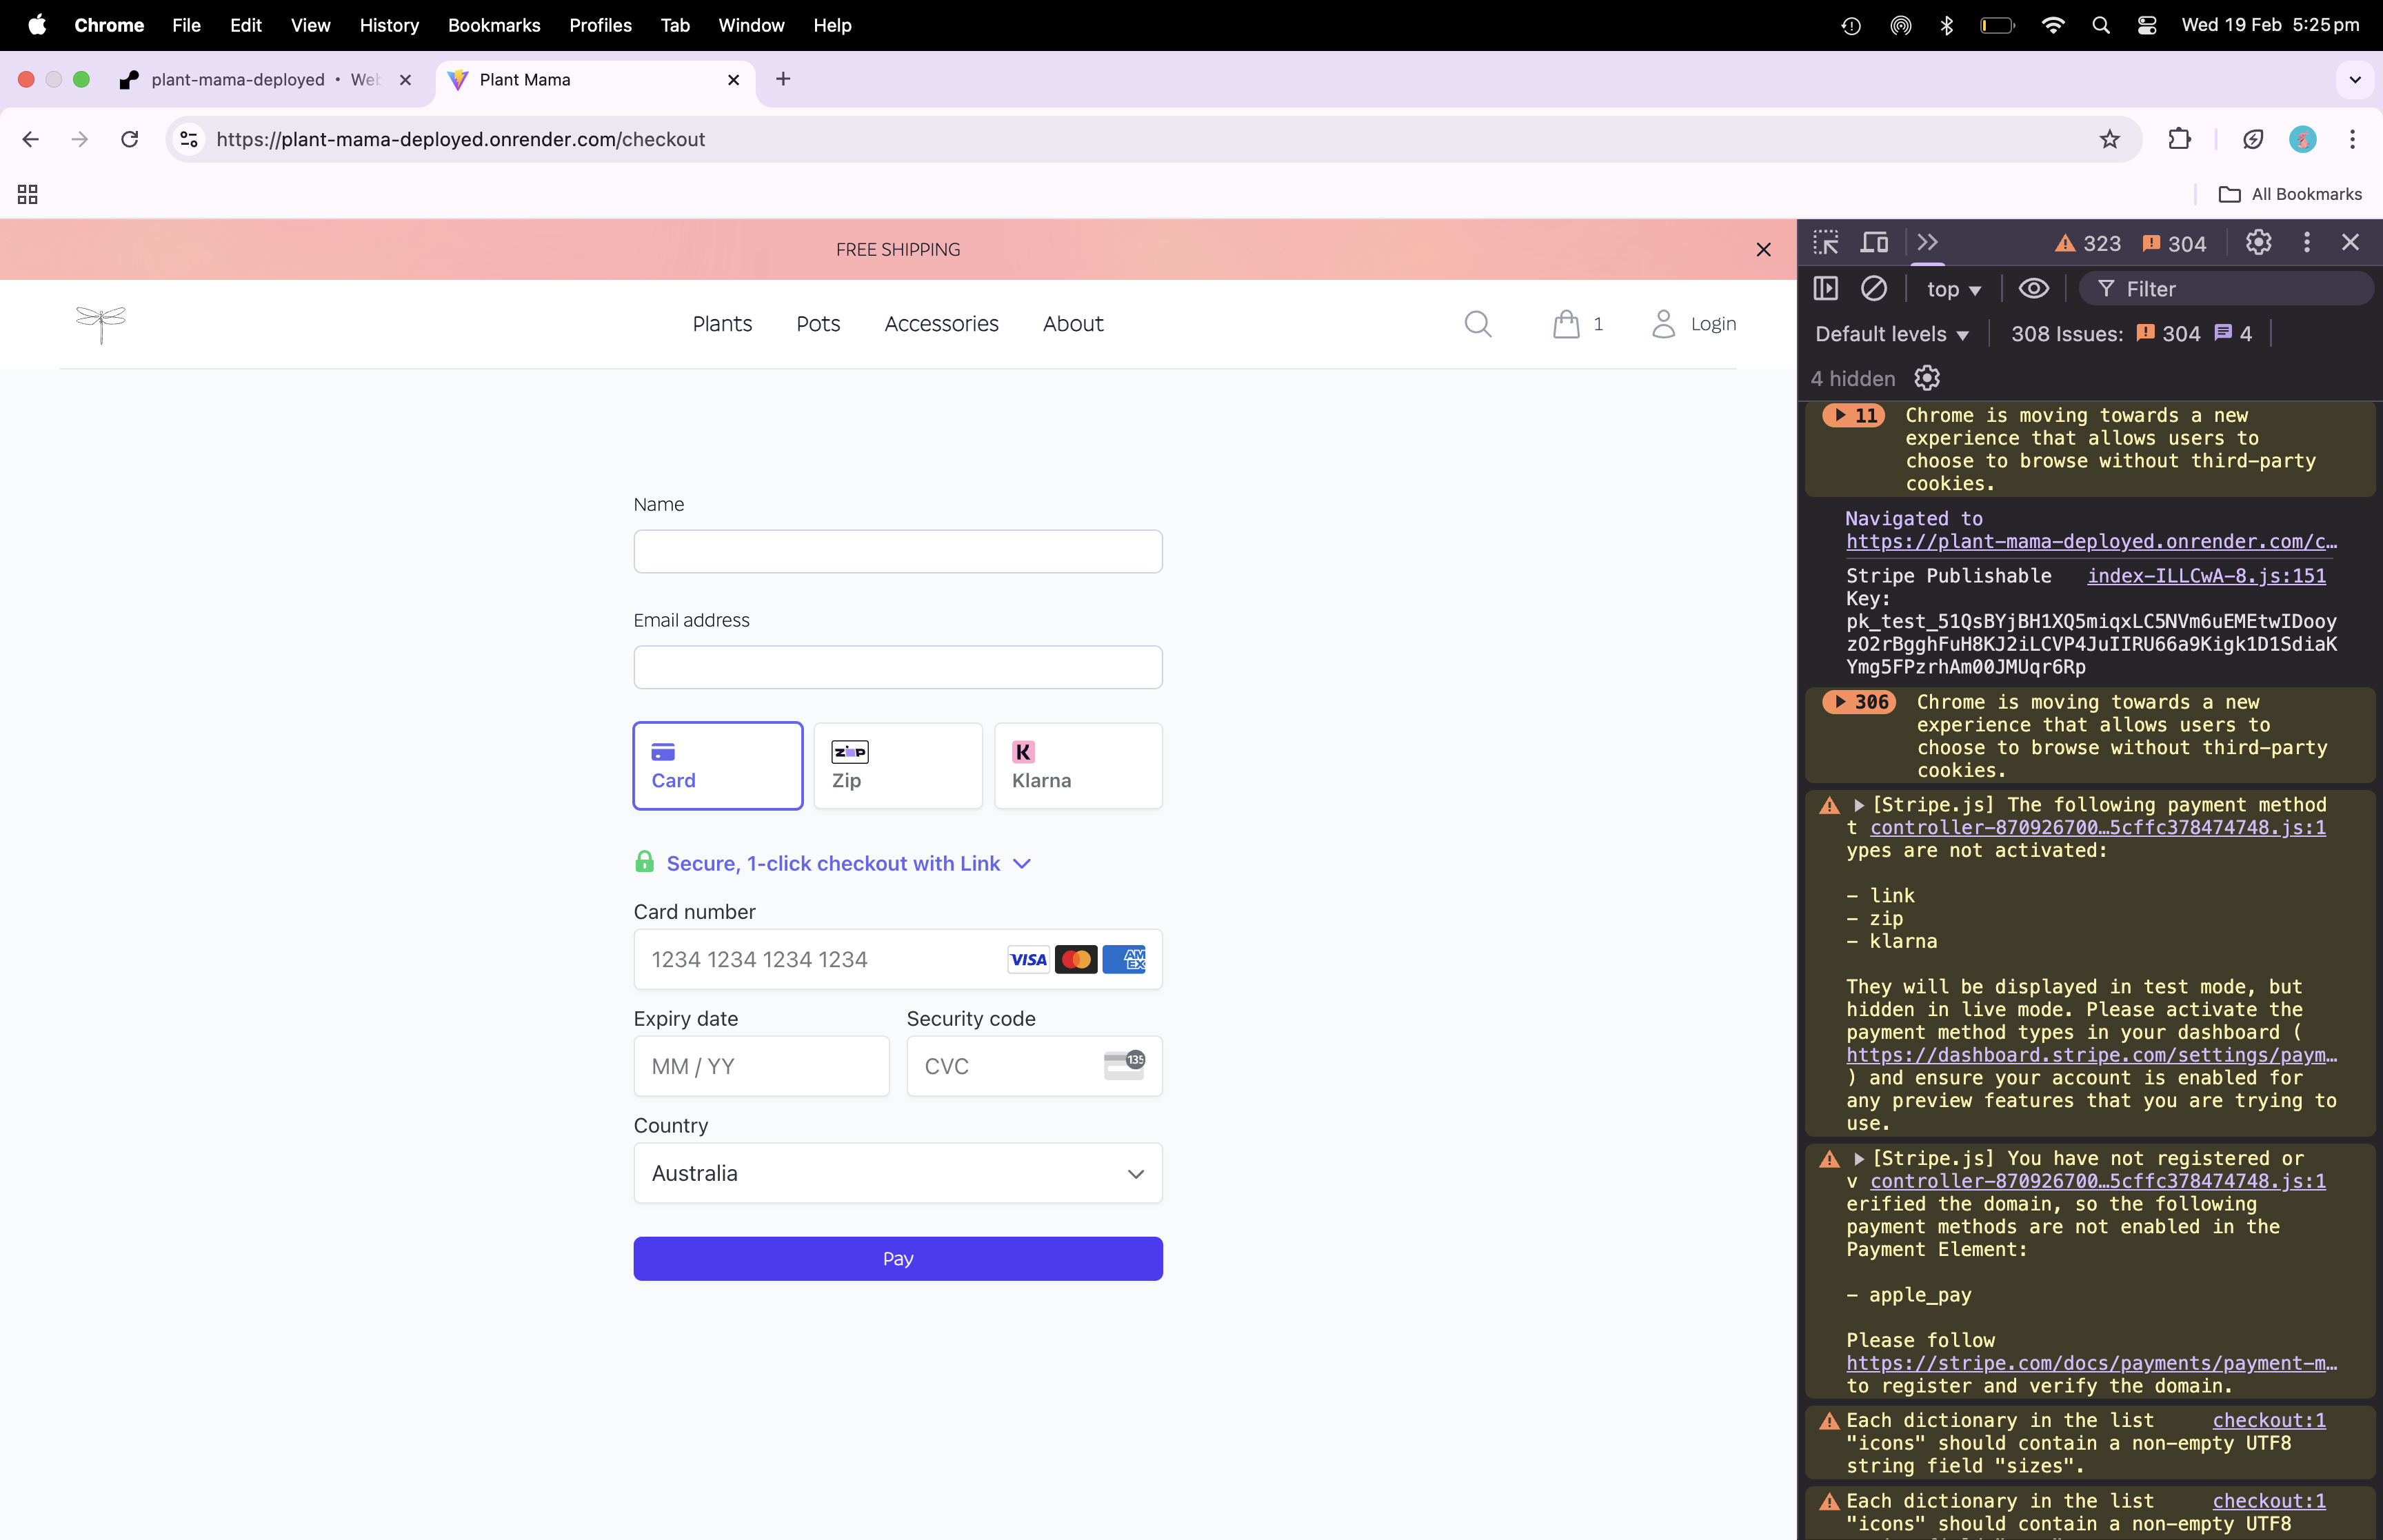 Chrome File Edit View History Bookmarks Profiles Tab Window Help
Wed 19 Feb 5:25 pm
plant-mama-deployed • Web
Plant Mama
https://plant-mama-deployed.onrender.com/checkout
All Bookmarks
FREE SHIPPING
Plants Pots Accessories About
1 Login
Name
Email address
Card
zip
Zip
K
Klarna
Secure, 1-click checkout with Link
Card number
1234 1234 1234 1234
VISA
AM
EX
Expiry date
Security code
MM / YY
CVC
135
Country
Australia
Pay
323 304
top
Filter
Default levels
308 Issues: 304 4
4 hidden
11 Chrome is moving towards a new
experience that allows users to
choose to browse without third-party
cookies.
Navigated to
https://plant-mama-deployed.onrender.com/c…
Stripe Publishable index-ILLCwA-8.js:151
Key:
pk_test_51QsBYjBH1XQ5miqxLC5NVm6uEMEtwIDooy
zO2rBgghFuH8KJ2iLCVP4JuIIRU66a9Kigk1D1SdiaK
Ymg5FPzrhAm00JMUqr6Rp
306 Chrome is moving towards a new
experience that allows users to
choose to browse without third-party
cookies.
[Stripe.js] The following payment method
t controller-870926700…5cffc378474748.js:1
ypes are not activated:
- link
- zip
- klarna
They will be displayed in test mode, but
hidden in live mode. Please activate the
payment method types in your dashboard (
https://dashboard.stripe.com/settings/paym…
) and ensure your account is enabled for
any preview features that you are trying to
use.
[Stripe.js] You have not registered or
v controller-870926700…5cffc378474748.js:1
erified the domain, so the following
payment methods are not enabled in the
Payment Element:
- apple_pay
Please follow
https://stripe.com/docs/payments/payment-m…
to register and verify the domain.
Each dictionary in the list checkout:1
"icons" should contain a non-empty UTF8
string field "sizes".
Each dictionary in the list checkout:1
"icons" should contain a non-empty UTF8